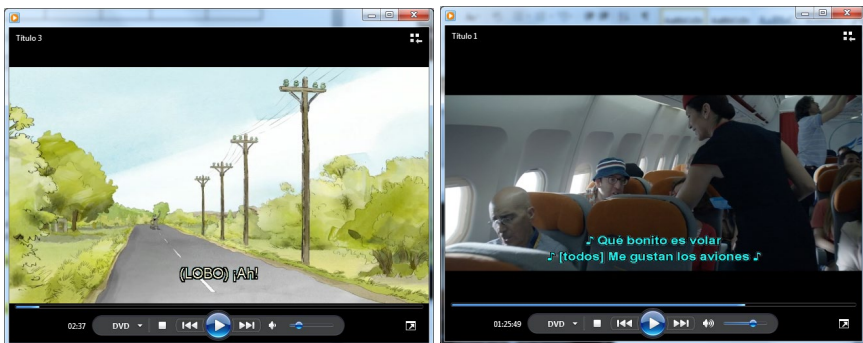 Título 3
(LOBO) ¡Ah!
02:37
DVD
Título 1
♪ Qué bonito es volar
♪ [todos] Me gustan los aviones ♪
01:25:49
DVD